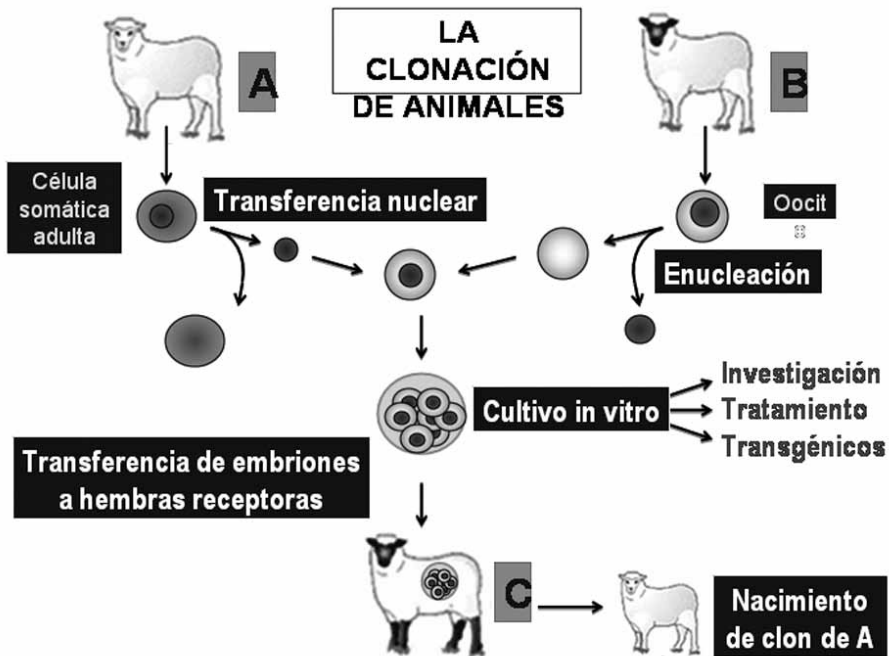 LA
CLONACIÓN
DE ANIMALES
A
B
Célula
somática
adulta
Transferencia nuclear
Oocit
Enucleación
Cultivo in vitro
Investigación
Tratamiento
Transgénicos
Transferencia de embriones
a hembras receptoras
C
Nacimiento
de clon de A